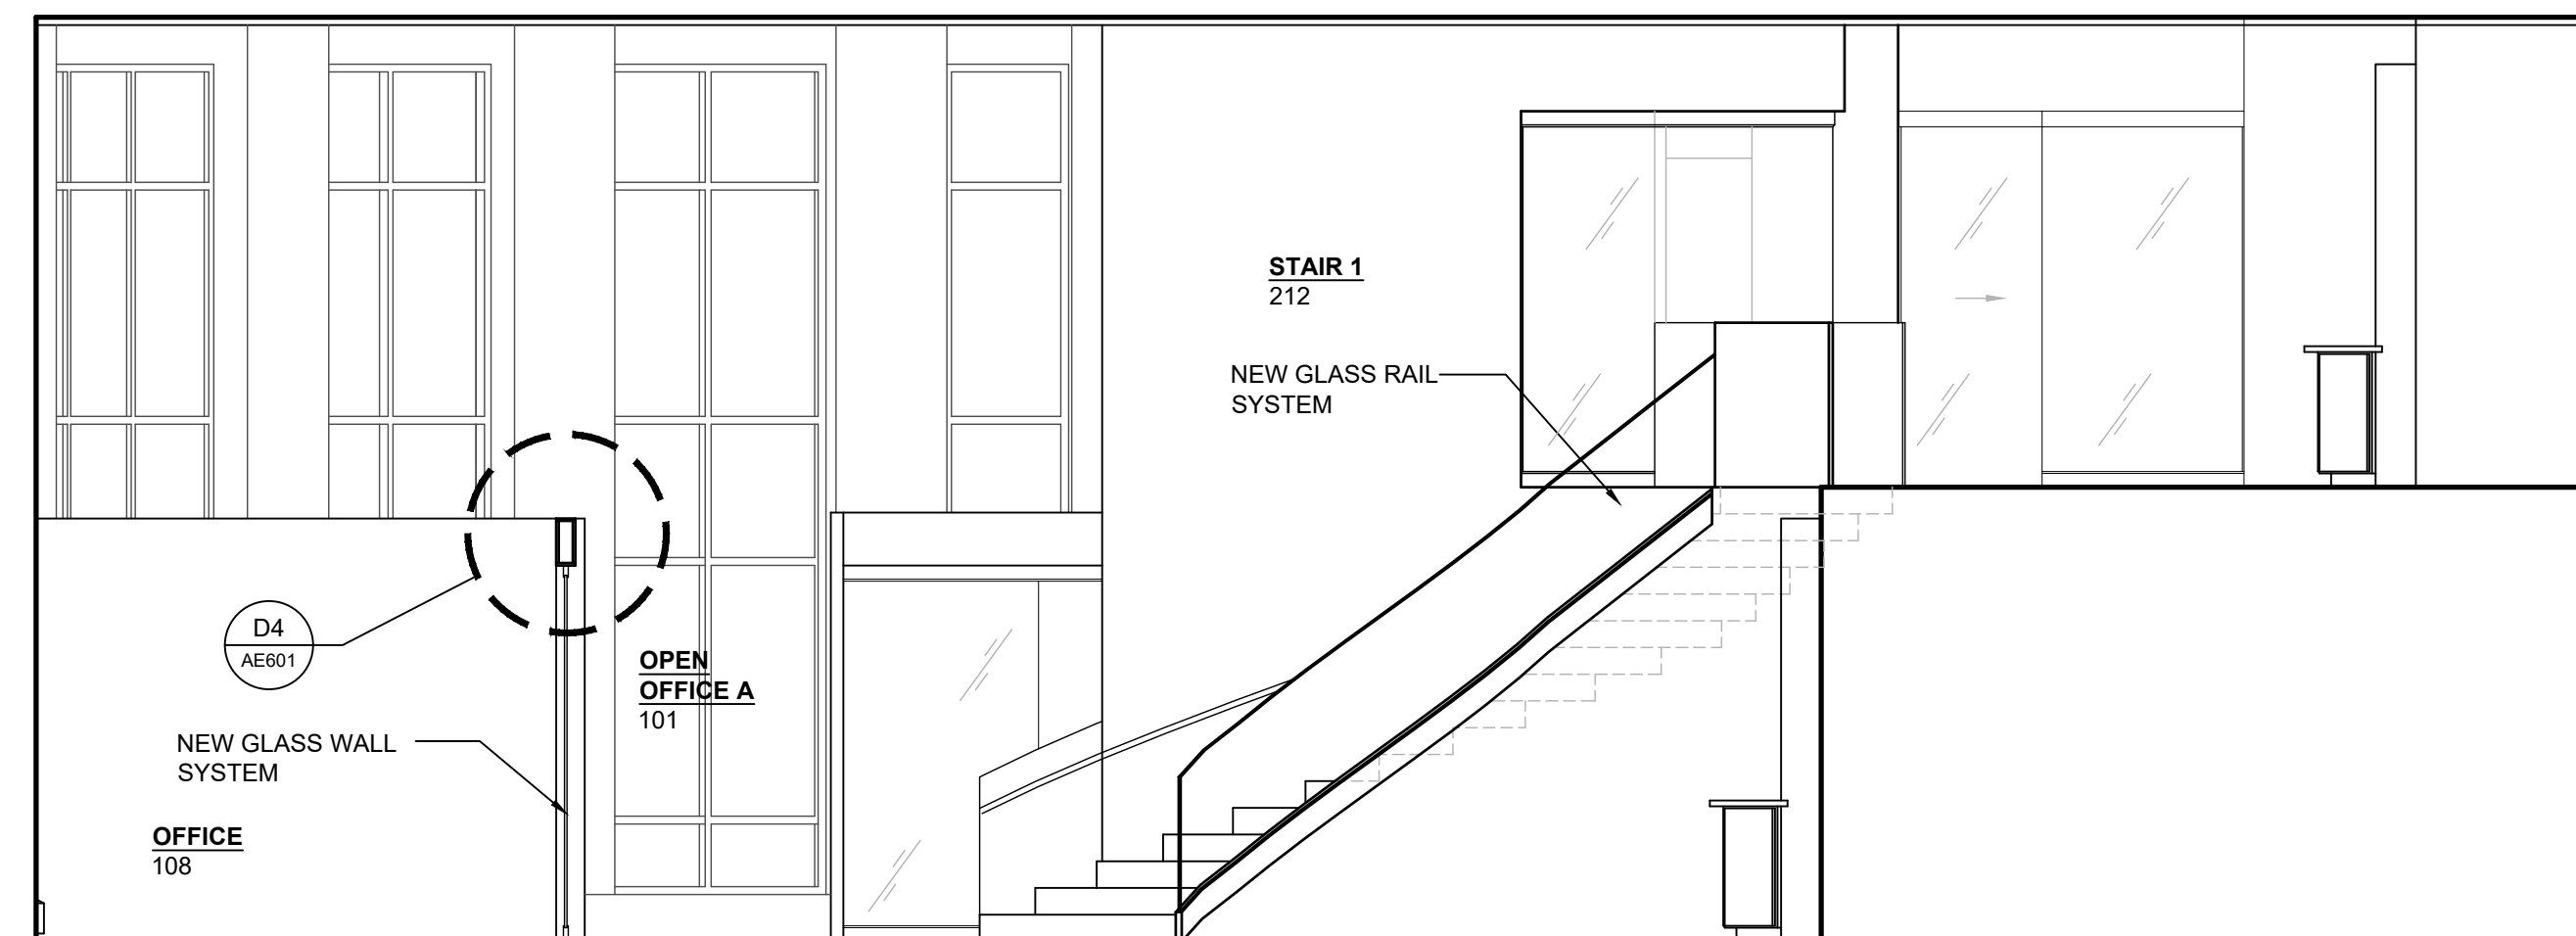 STAIR 1
212
NEW GLASS RAIL
SYSTEM
D4
AE601
OPEN
OFFICE A
101
NEW GLASS WALL
SYSTEM
OFFICE
108